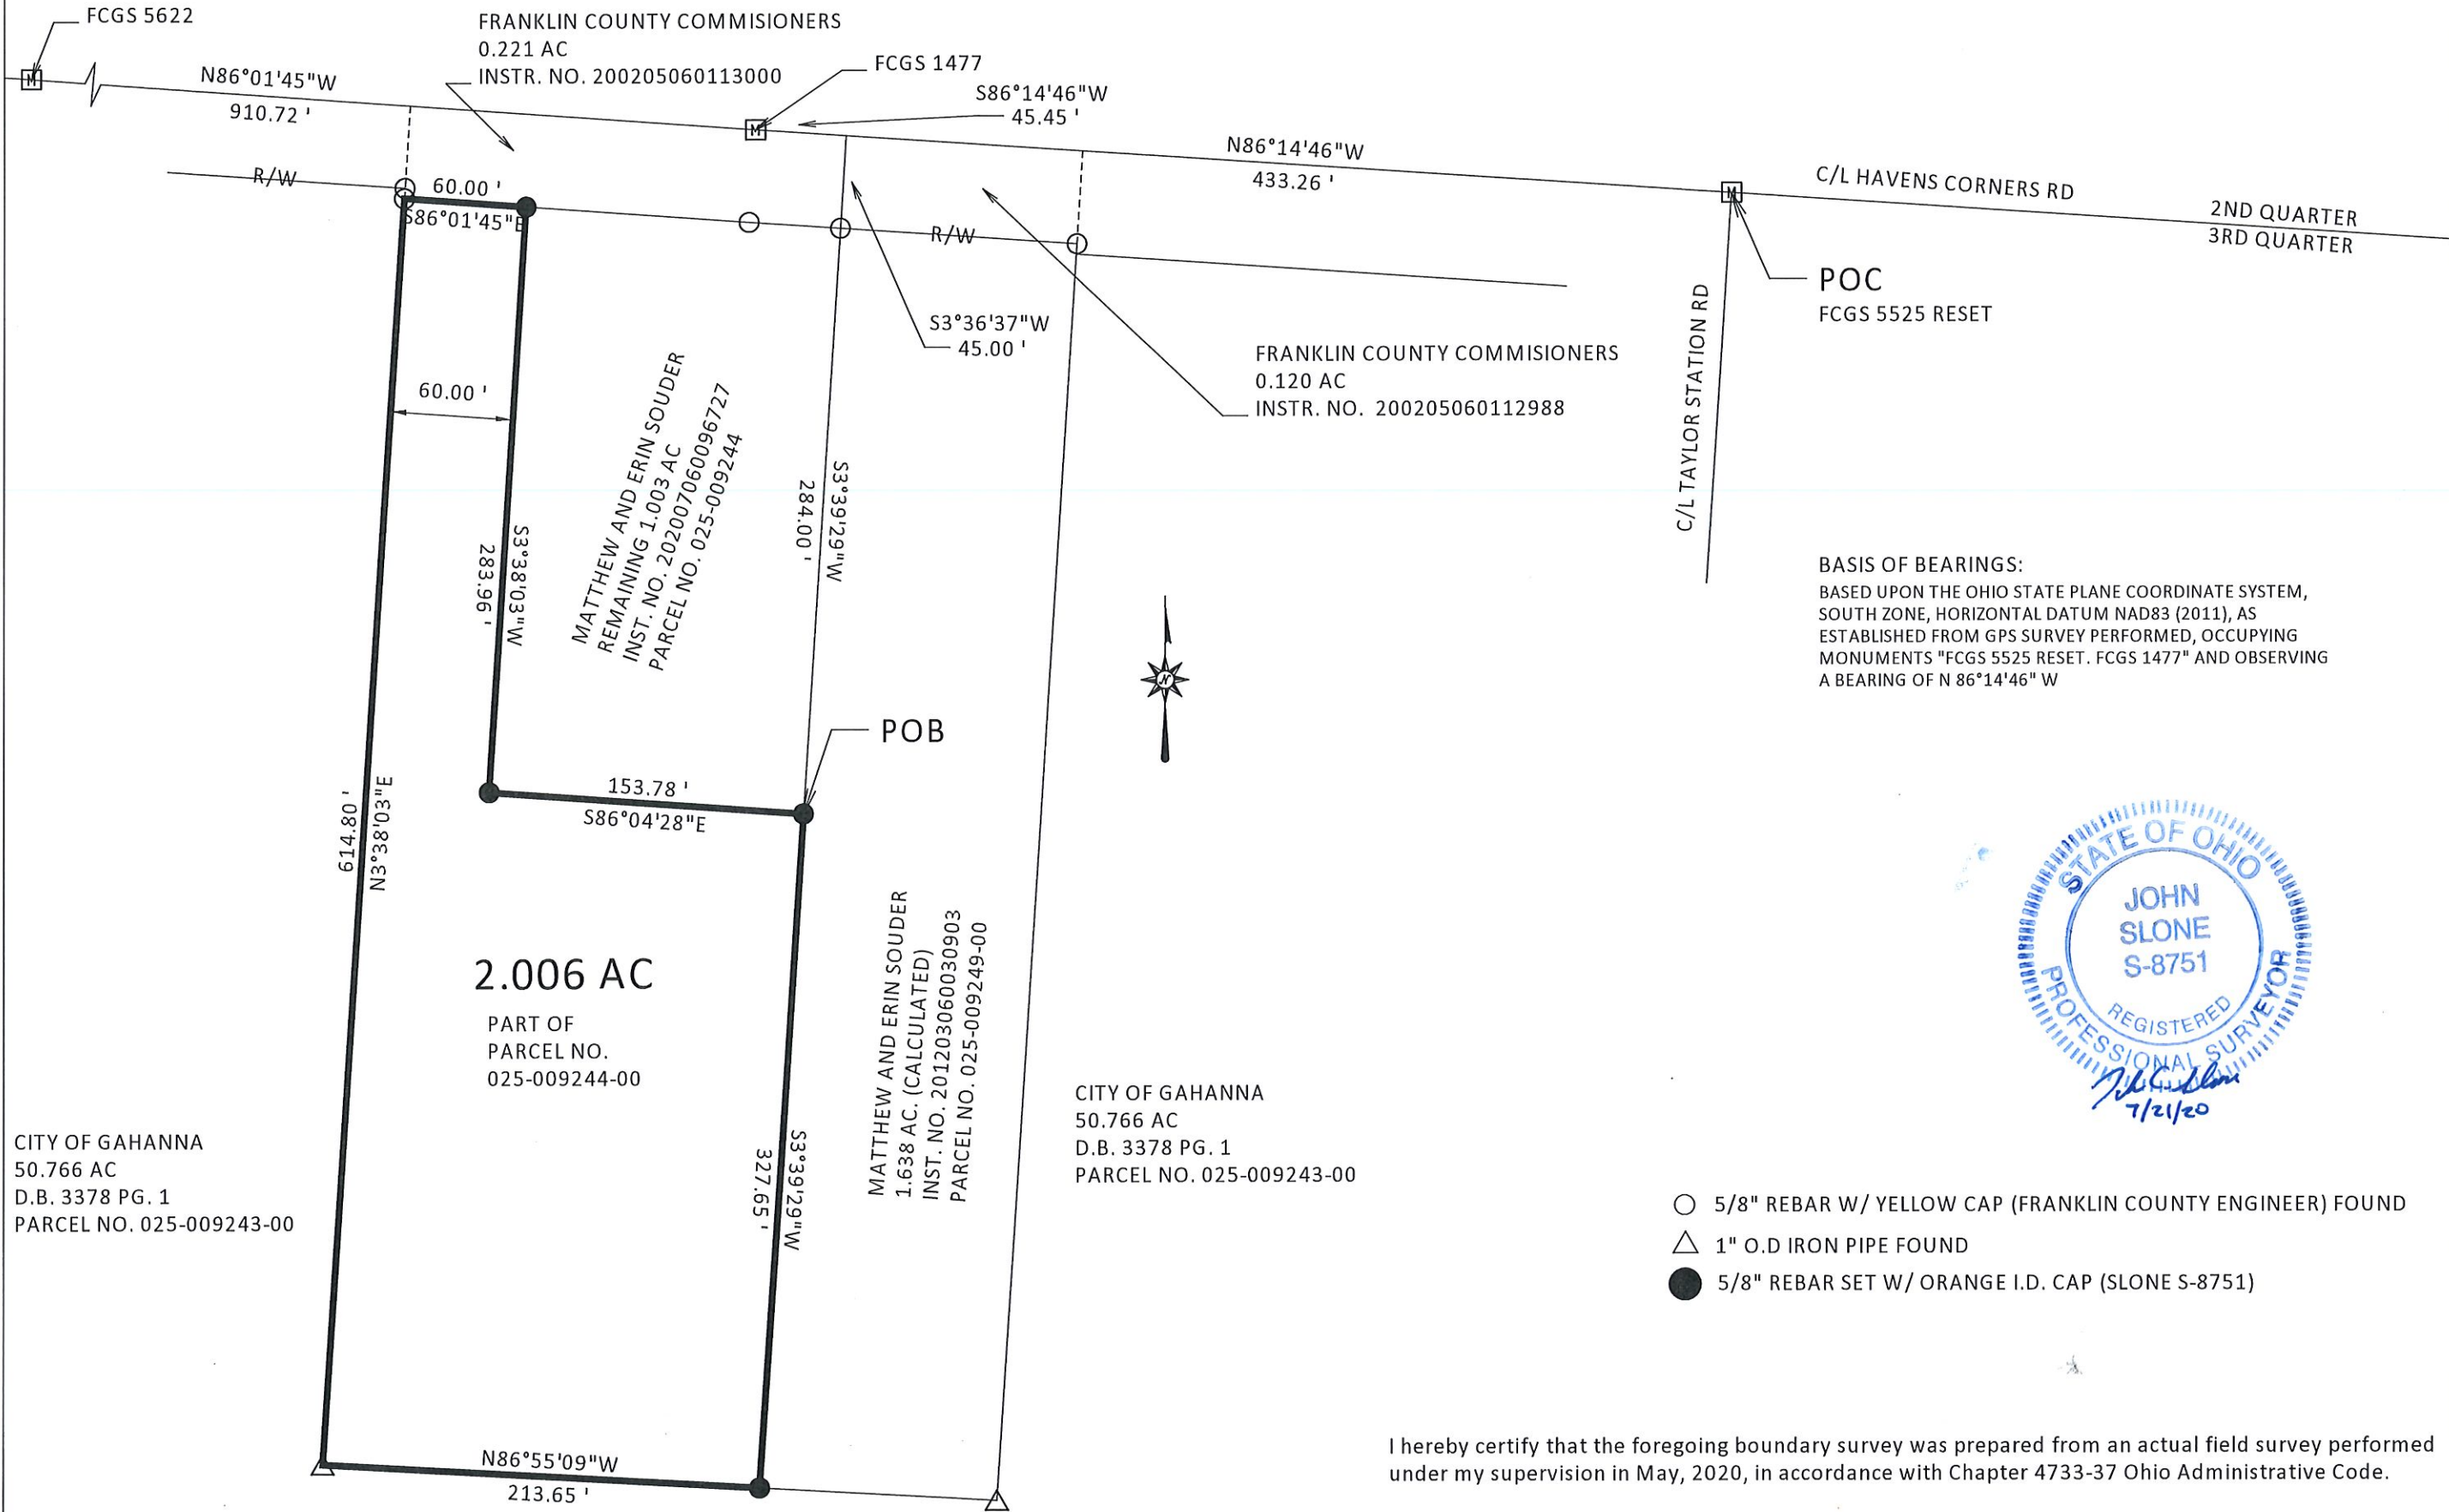 FCGS 5622
FRANKLIN COUNTY COMMISIONERS
0.221 AC
INSTR. NO. 200205060113000
FCGS 1477
N86°01'45"W
910.72 '
S86°14'46"W
45.45 '
M
M
N86°14'46"W
433.26 '
M
C/L HAVENS CORNERS RD
2ND QUARTER
3RD QUARTER
R/W
60.00 '
S86°01'45"E
R/W
POC
FCGS 5525 RESET
C/L TAYLOR STATION RD
S3°36'37"W
45.00 '
FRANKLIN COUNTY COMMISIONERS
0.120 AC
INSTR. NO. 200205060112988
60.00 '
MATTHEW AND ERIN SOUDER
REMAINING 1.003 AC
INST. NO. 202007060096727
PARCEL NO. 025-009244
S3°39'29"W
284.00 '
S3°38'03"W
283.96 '
BASIS OF BEARINGS:
BASED UPON THE OHIO STATE PLANE COORDINATE SYSTEM,
SOUTH ZONE, HORIZONTAL DATUM NAD83 (2011), AS
ESTABLISHED FROM GPS SURVEY PERFORMED, OCCUPYING
MONUMENTS "FCGS 5525 RESET. FCGS 1477" AND OBSERVING
A BEARING OF N 86°14'46" W
N
POB
153.78 '
S86°04'28"E
614.80 '
N3°38'03"E
2.006 AC
PART OF
PARCEL NO.
025-009244-00
MATTHEW AND ERIN SOUDER
1.638 AC. (CALCULATED)
INST. NO. 201203060030903
PARCEL NO. 025-009249-00
S3°39'29"W
327.65 '
STATE OF OHIO
JOHN
SLONE
S-8751
REGISTERED
PROFESSIONAL SURVEYOR
John C. Slone
7/21/20
CITY OF GAHANNA
50.766 AC
D.B. 3378 PG. 1
PARCEL NO. 025-009243-00
CITY OF GAHANNA
50.766 AC
D.B. 3378 PG. 1
PARCEL NO. 025-009243-00
5/8" REBAR W/ YELLOW CAP (FRANKLIN COUNTY ENGINEER) FOUND
1" O.D IRON PIPE FOUND
5/8" REBAR SET W/ ORANGE I.D. CAP (SLONE S-8751)
N86°55'09"W
213.65 '
I hereby certify that the foregoing boundary survey was prepared from an actual field survey performed
under my supervision in May, 2020, in accordance with Chapter 4733-37 Ohio Administrative Code.